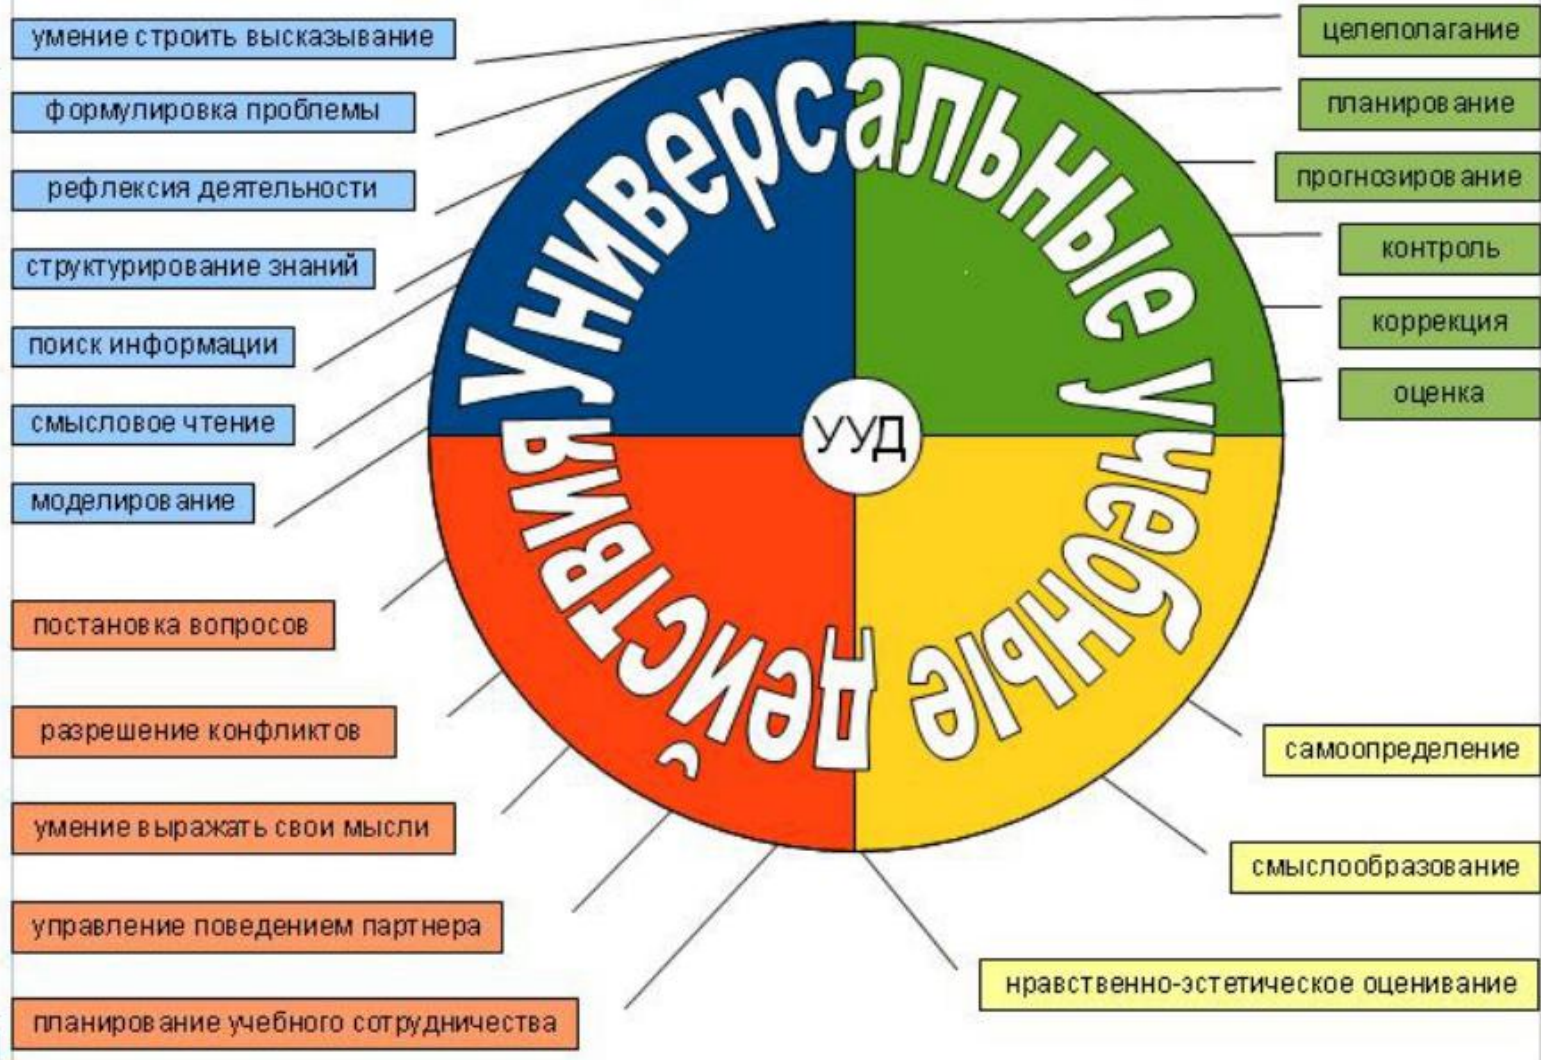 умение строить высказывание
формулировка проблемы
рефлексия деятельности
структурирование знаний
поиск информации
смысловое чтение
моделирование
постановка вопросов
разрешение конфликтов
умение выражать свои мысли
управление поведением партнера
планирование учебного сотрудничества
Универсальные учебные действия
УУД
целеполагание
планирование
прогнозирование
контроль
коррекция
оценка
самоопределение
смыслообразование
нравственно-эстетическое оценивание